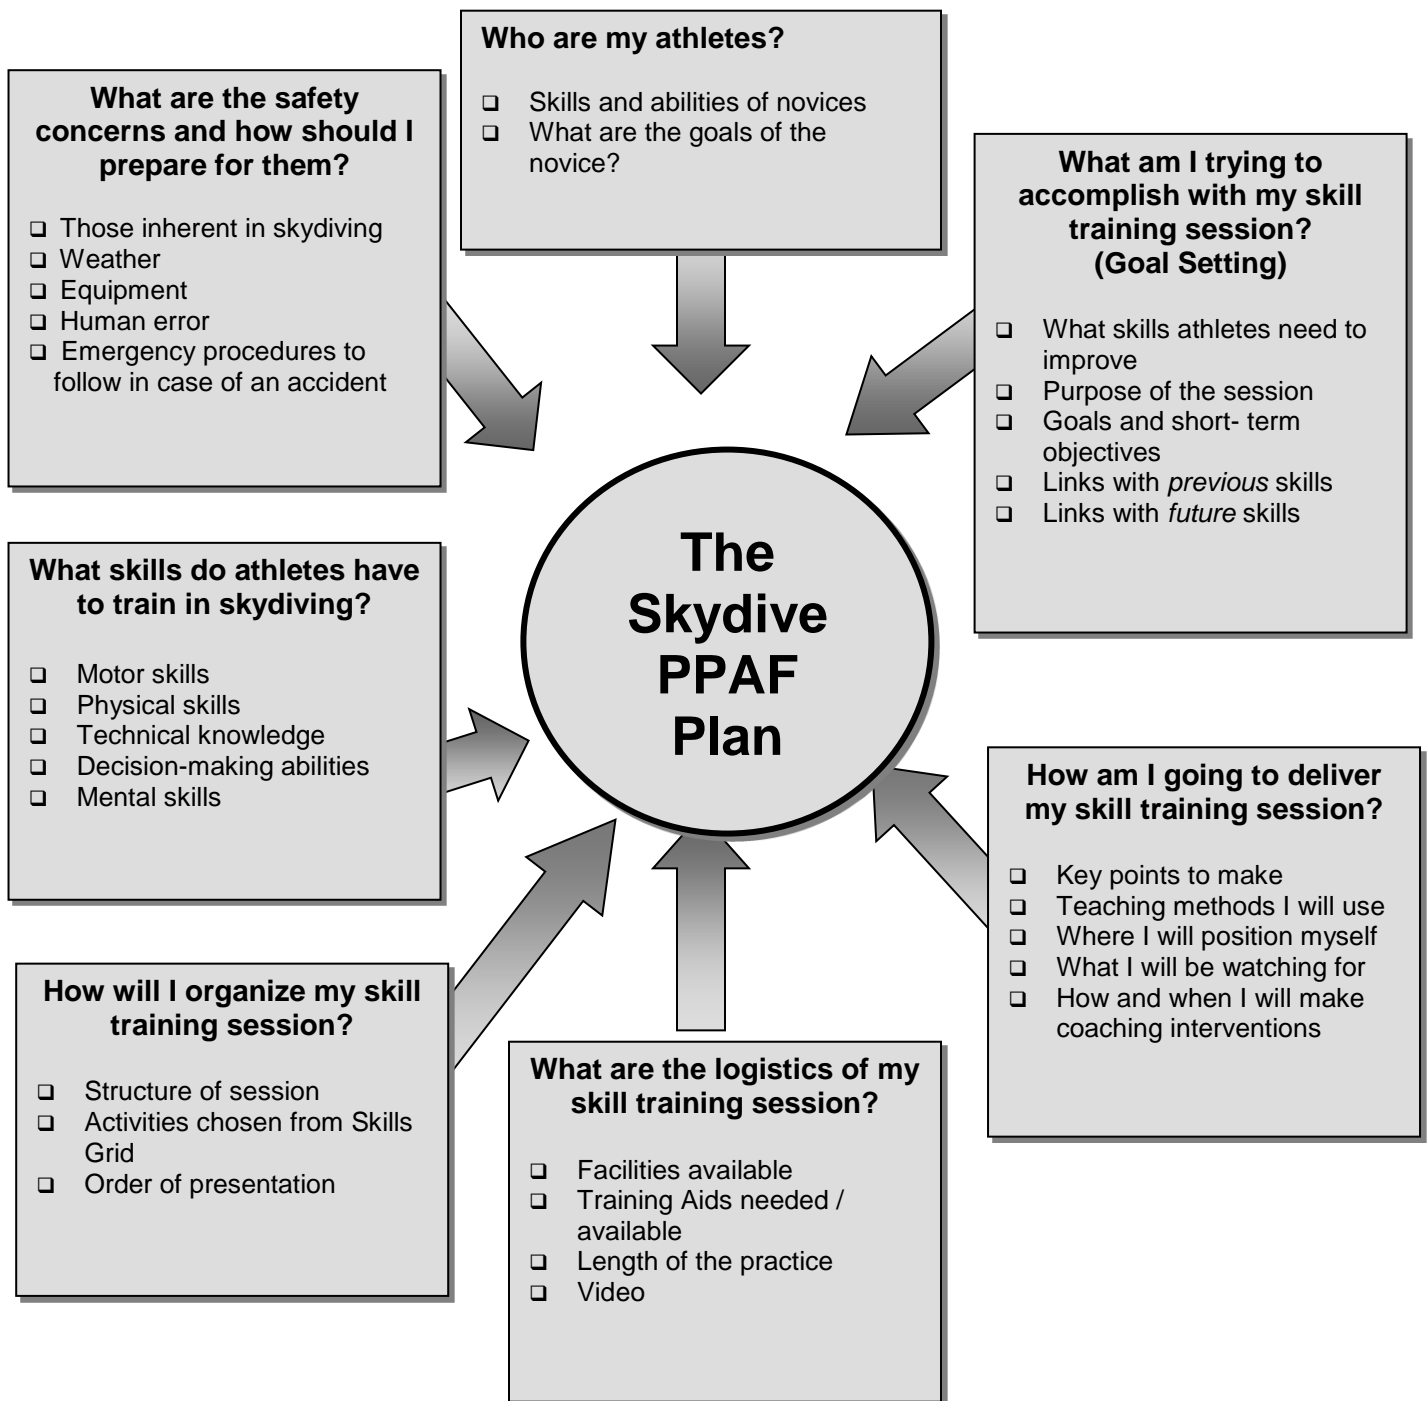 Who are my athletes?
❑ Skills and abilities of novices
❑ What are the goals of the
novice?
What are the safety
concerns and how should I
prepare for them?
❑ Those inherent in skydiving
❑ Weather
❑ Equipment
❑ Human error
❑ Emergency procedures to
follow in case of an accident
What am I trying to
accomplish with my skill
training session?
(Goal Setting)
❑ What skills athletes need to
improve
❑ Purpose of the session
❑ Goals and short- term
objectives
❑ Links with previous skills
❑ Links with future skills
The
Skydive
PPAF
Plan
What skills do athletes have
to train in skydiving?
❑ Motor skills
❑ Physical skills
❑ Technical knowledge
❑ Decision-making abilities
❑ Mental skills
How am I going to deliver
my skill training session?
❑ Key points to make
❑ Teaching methods I will use
❑ Where I will position myself
❑ What I will be watching for
❑ How and when I will make
coaching interventions
How will I organize my skill
training session?
❑ Structure of session
❑ Activities chosen from Skills
Grid
❑ Order of presentation
What are the logistics of my
skill training session?
❑ Facilities available
❑ Training Aids needed /
available
❑ Length of the practice
❑ Video